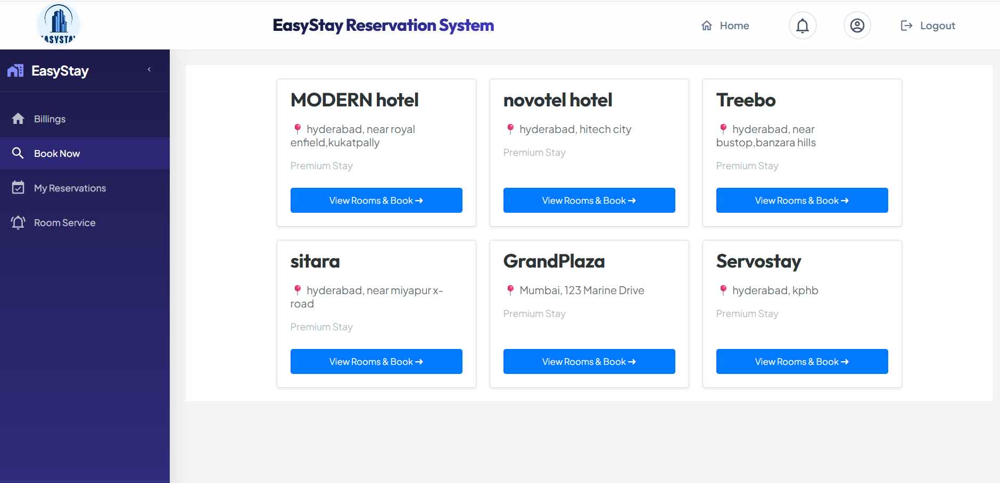 EASYSTAY
EasyStay Reservation System
Home
Logout
EasyStay
Billings
Book Now
My Reservations
Room Service
MODERN hotel
hyderabad, near royal
enfield,kukatpally
Premium Stay
View Rooms & Book →
novotel hotel
hyderabad, hitech city
Premium Stay
View Rooms & Book →
Treebo
hyderabad, near
bustop,banzara hills
Premium Stay
View Rooms & Book →
sitara
hyderabad, near miyapur x-
road
Premium Stay
View Rooms & Book →
GrandPlaza
Mumbai, 123 Marine Drive
Premium Stay
View Rooms & Book →
Servostay
hyderabad, kphb
Premium Stay
View Rooms & Book →